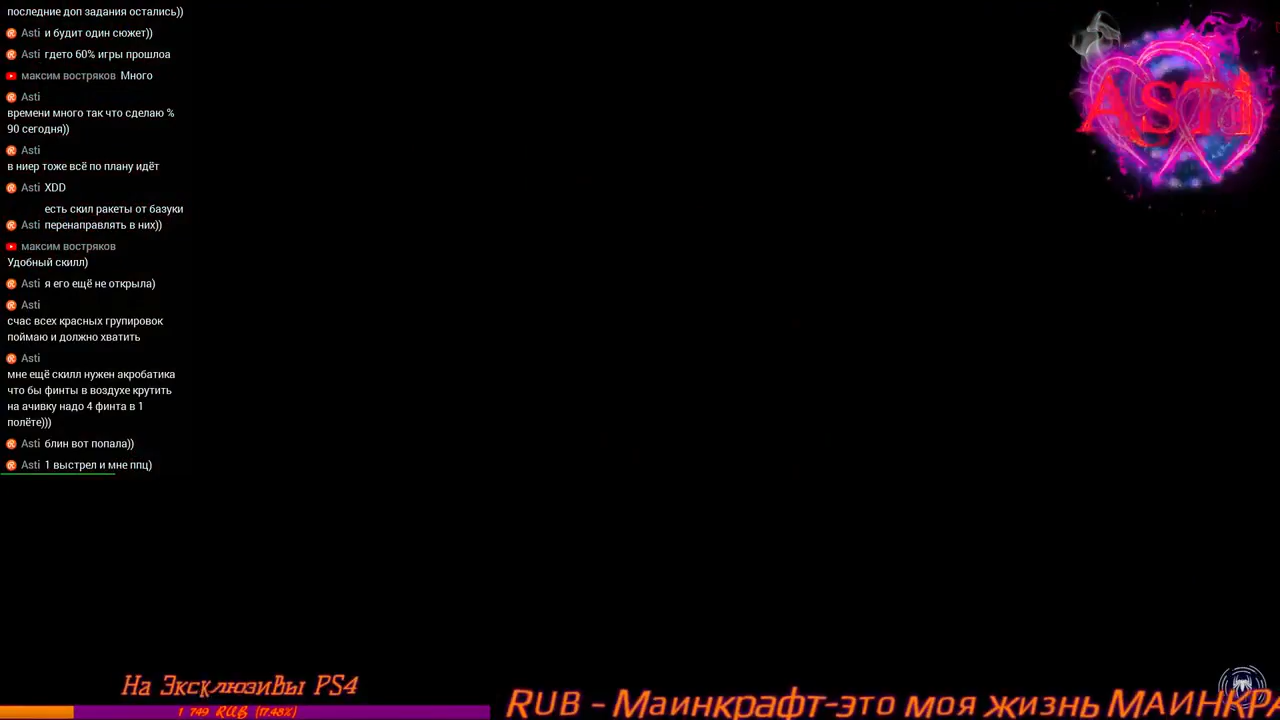 последние доп задания остались))
Asti и будит один сюжет))
Asti гдето 60% игры прошлоа
максим востряков Много
Asti
времени много так что сделаю %
90 сегодня))
Asti
в ниер тоже всё по плану идёт
Asti XDD
есть скил ракеты от базуки
Asti перенаправлять в них))
максим востряков
Удобный скилл)
Asti я его ещё не открыла)
Asti
счас всех красных групировок
поймаю и должно хватить
Asti
мне ещё скилл нужен акробатика
что бы финты в воздухе крутить
на ачивку надо 4 финта в 1
полёте)))
Asti блин вот попала))
Asti 1 выстрел и мне ппц)
Asti
На Эксклюзивы PS4
1 749 RUB (17.48%)
RUB - Маинкрафт-это моя жизнь МАИНКРА